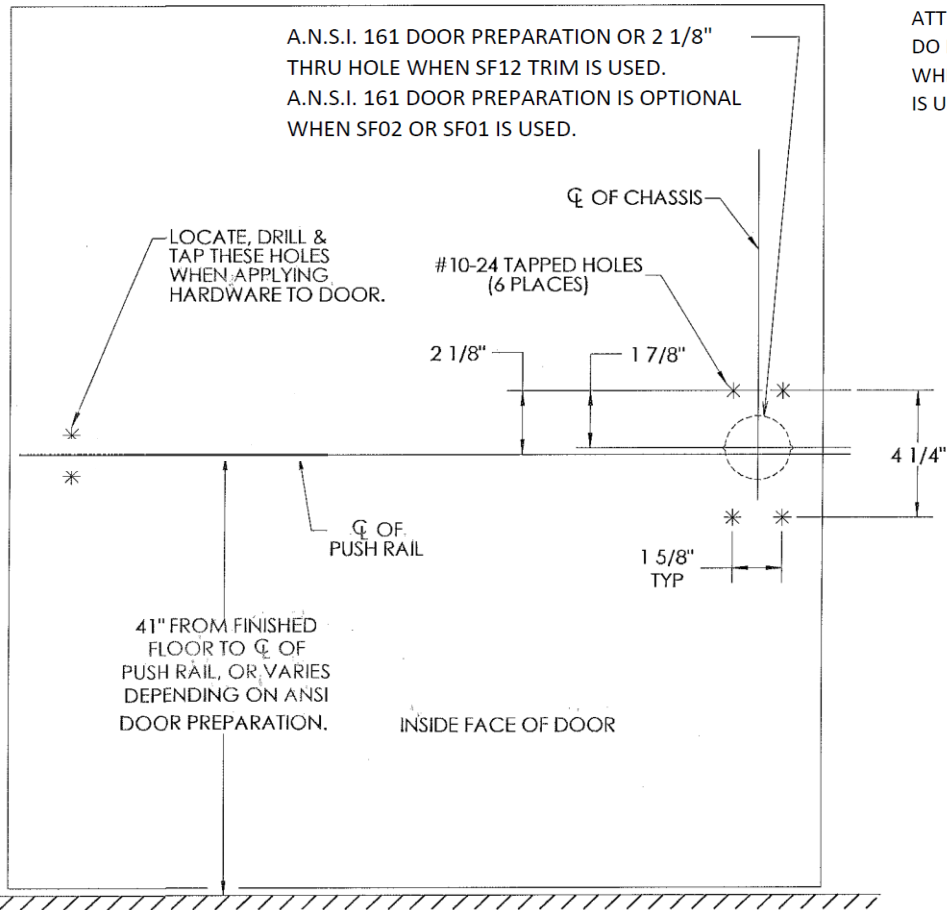 A.N.S.I. 161 DOOR PREPARATION OR 2 1/8"
THRU HOLE WHEN SF12 TRIM IS USED.
A.N.S.I. 161 DOOR PREPARATION IS OPTIONAL
WHEN SF02 OR SF01 IS USED.
ATT
DO
WH
IS U
℄ OF CHASSIS
LOCATE, DRILL &
TAP THESE HOLES
WHEN APPLYING
HARDWARE TO DOOR.
#10-24 TAPPED HOLES
(6 PLACES)
2 1/8"
1 7/8"
4 1/4"
℄ OF
PUSH RAIL
1 5/8"
TYP
41" FROM FINISHED
FLOOR TO ℄ OF
PUSH RAIL, OR VARIES
DEPENDING ON ANSI
DOOR PREPARATION.
INSIDE FACE OF DOOR